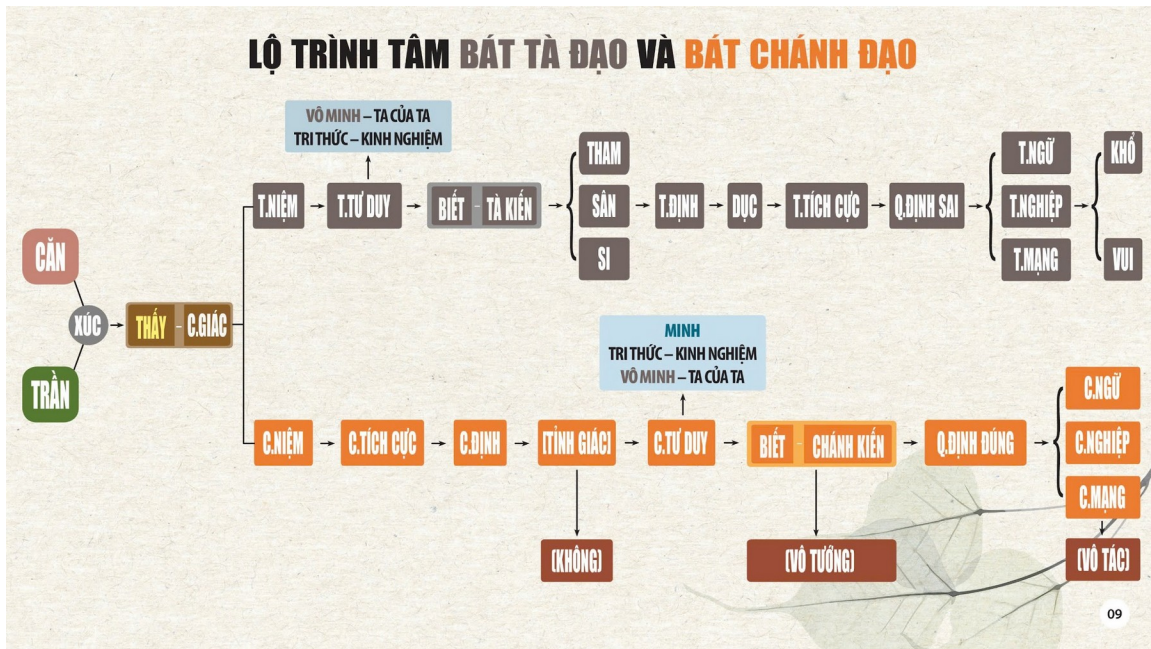 LỘ TRÌNH TÂM BÁT TÀ ĐẠO VÀ BÁT CHÁNH ĐẠO
VÔ MINH – TA CỦA TA
TRI THỨC – KINH NGHIỆM
T.NIỆM
T.TƯ DUY
BIẾT - TÀ KIẾN
THAM
SÂN
SI
T.ĐỊNH
DỤC
T.TÍCH CỰC
Q.ĐỊNH SAI
T.NGỮ
T.NGHIỆP
T.MẠNG
KHỔ
VUI
CĂN
XÚC
TRẦN
THẤY - C.GIÁC
MINH
TRI THỨC – KINH NGHIỆM
VÔ MINH – TA CỦA TA
C.NIỆM
C.TÍCH CỰC
C.ĐỊNH
(TỈNH GIÁC)
C.TƯ DUY
BIẾT - CHÁNH KIẾN
Q.ĐỊNH ĐÚNG
C.NGỮ
C.NGHIỆP
C.MẠNG
(KHÔNG)
(VÔ TƯỚNG)
(VÔ TÁC)
09